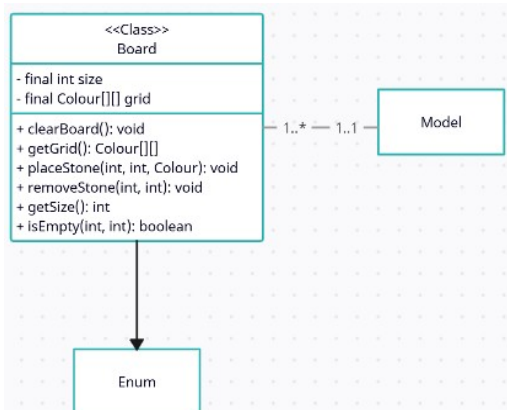 <<Class>>
Board
- final int size
- final Colour[][] grid
+ clearBoard(): void
+ getGrid(): Colour[][]
+ placeStone(int, int, Colour): void
+ removeStone(int, int): void
+ getSize(): int
+ isEmpty(int, int): boolean
1..* 1..1
Model
Enum